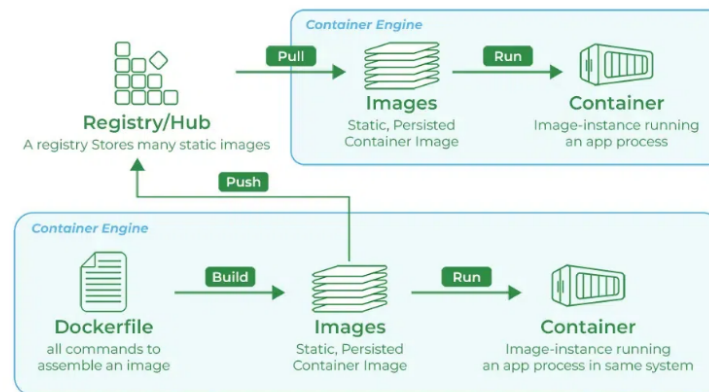 Container Engine
Pull
Run
Registry/Hub
A registry Stores many static images
Images
Static, Persisted
Container Image
Container
Image-instance running
an app process
Push
Container Engine
Build
Run
Dockerfile
all commands to
assemble an image
Images
Static, Persisted
Container Image
Container
Image-instance running
an app process in same system